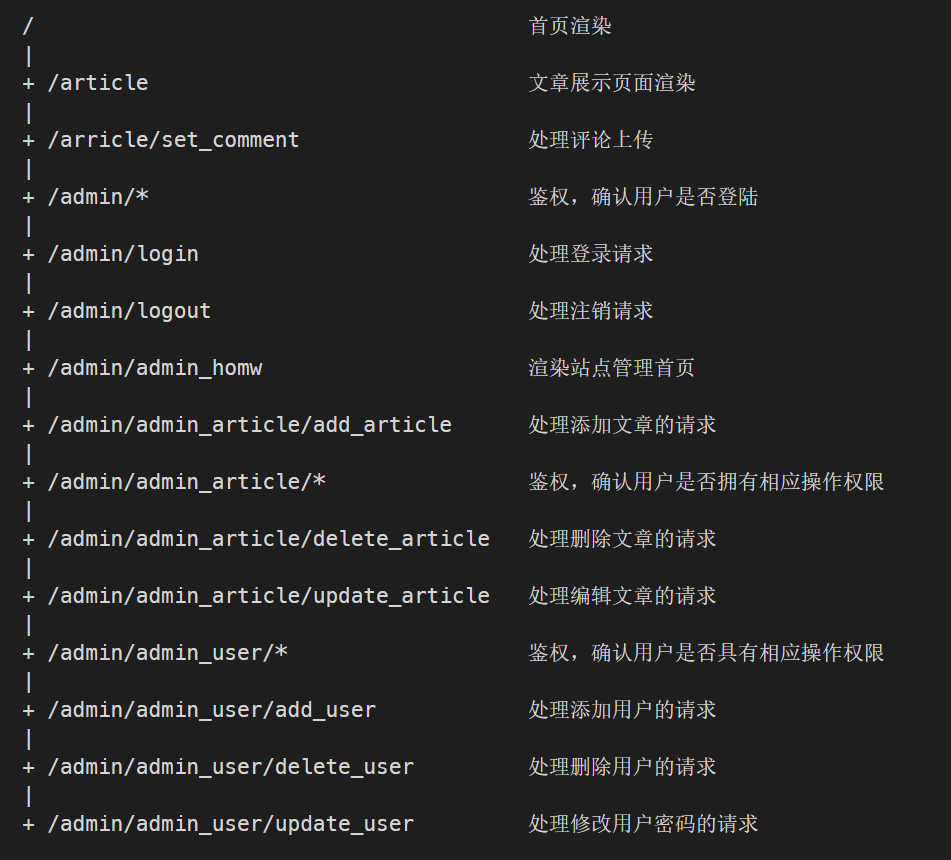 / 首页渲染
|
+ /article 文章展示页面渲染
|
+ /arricle/set_comment 处理评论上传
|
+ /admin/* 鉴权，确认用户是否登陆
|
+ /admin/login 处理登录请求
|
+ /admin/logout 处理注销请求
|
+ /admin/admin_homw 渲染站点管理首页
|
+ /admin/admin_article/add_article 处理添加文章的请求
|
+ /admin/admin_article/* 鉴权，确认用户是否拥有相应操作权限
|
+ /admin/admin_article/delete_article 处理删除文章的请求
|
+ /admin/admin_article/update_article 处理编辑文章的请求
|
+ /admin/admin_user/* 鉴权，确认用户是否具有相应操作权限
|
+ /admin/admin_user/add_user 处理添加用户的请求
|
+ /admin/admin_user/delete_user 处理删除用户的请求
|
+ /admin/admin_user/update_user 处理修改用户密码的请求